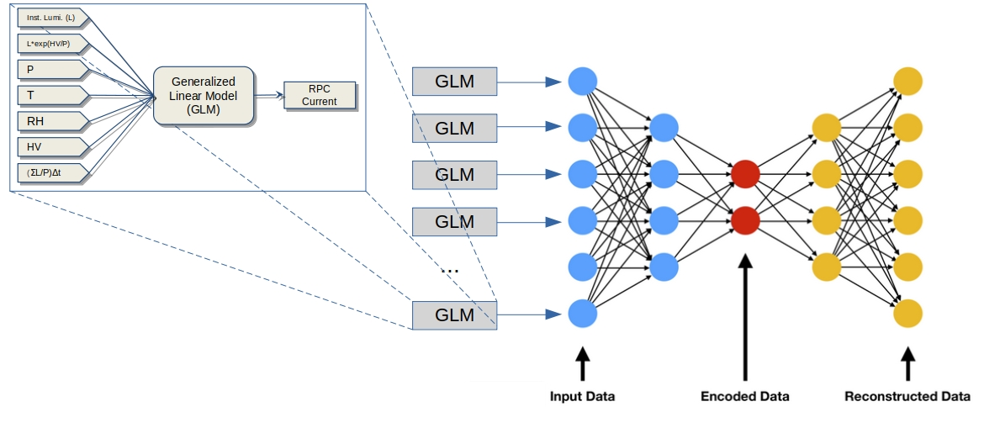 Inst. Lumi. (L)
L*exp(HV/P)
P
T
RH
HV
(ΣL/P)Δt
Generalized
Linear Model
(GLM)
RPC
Current
GLM
GLM
GLM
GLM
...
GLM
Input Data
Encoded Data
Reconstructed Data